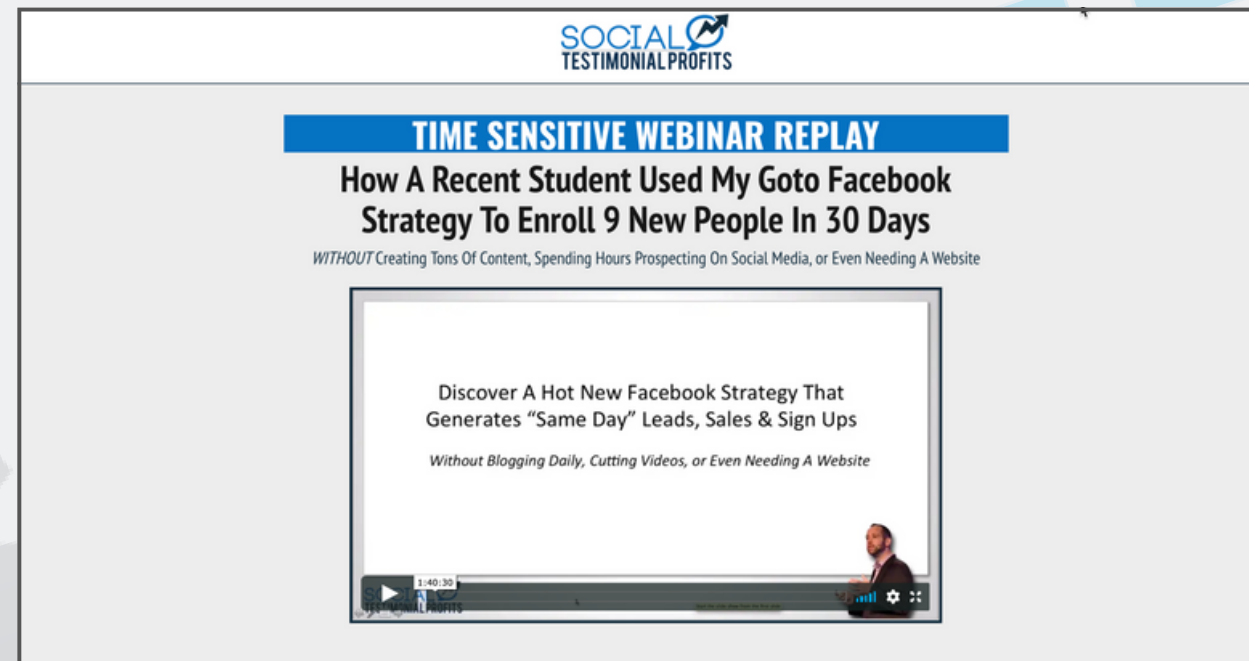 SOCIAL
TESTIMONIALPROFITS
TIME SENSITIVE WEBINAR REPLAY
How A Recent Student Used My Goto Facebook
Strategy To Enroll 9 New People In 30 Days
WITHOUT Creating Tons Of Content, Spending Hours Prospecting On Social Media, or Even Needing A Website
Discover A Hot New Facebook Strategy That
Generates “Same Day” Leads, Sales & Sign Ups
Without Blogging Daily, Cutting Videos, or Even Needing A Website
1:40:30
SOCIAL
TESTIMONIALPROFITS